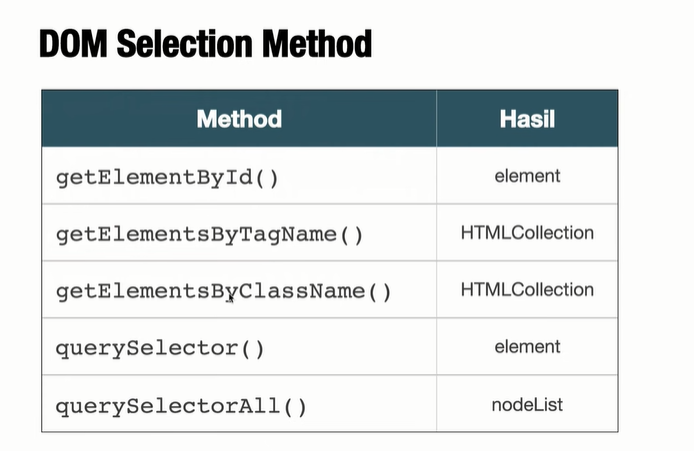 DOM Selection Method
Method Hasil
getElementById() element
getElementsByTagName() HTMLCollection
getElementsByClassName() HTMLCollection
querySelector() element
querySelectorAll() nodeList